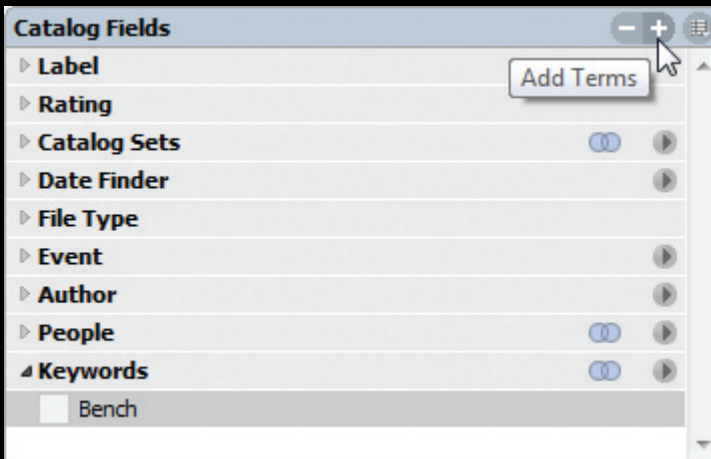 Catalog Fields
Label
Add Terms
Rating
Catalog Sets
Date Finder
File Type
Event
Author
People
Keywords
Bench